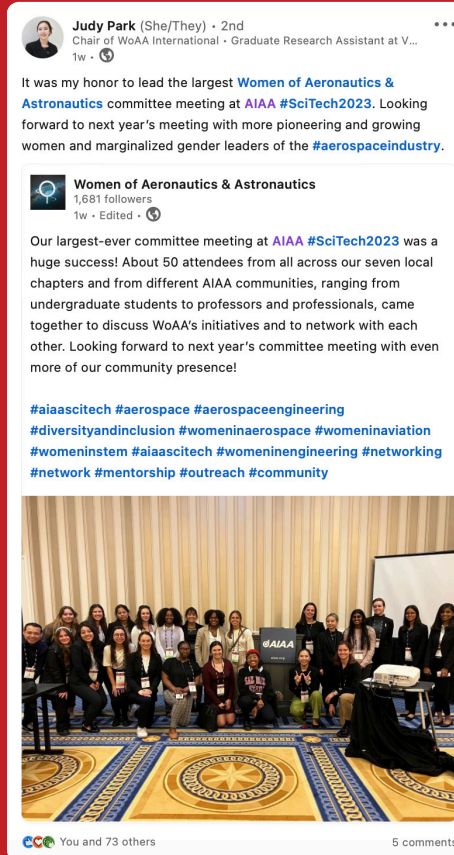 Judy Park (She/They) • 2nd
Chair of WoAA International • Graduate Research Assistant at V...
1w •
It was my honor to lead the largest Women of Aeronautics &
Astronautics committee meeting at AIAA #SciTech2023. Looking
forward to next year's meeting with more pioneering and growing
women and marginalized gender leaders of the #aerospaceindustry.
Women of Aeronautics & Astronautics
1,681 followers
1w • Edited •
Our largest-ever committee meeting at AIAA #SciTech2023 was a
huge success! About 50 attendees from all across our seven local
chapters and from different AIAA communities, ranging from
undergraduate students to professors and professionals, came
together to discuss WoAA's initiatives and to network with each
other. Looking forward to next year's committee meeting with even
more of our community presence!
#aiaascitech #aerospace #aerospaceengineering
#diversityandinclusion #womeninaerospace #womeninaviation
#womeninstem #aiaascitech #womeninengineering #networking
#network #mentorship #outreach #community
AIAA
aiaa.org
You and 73 others
5 comments